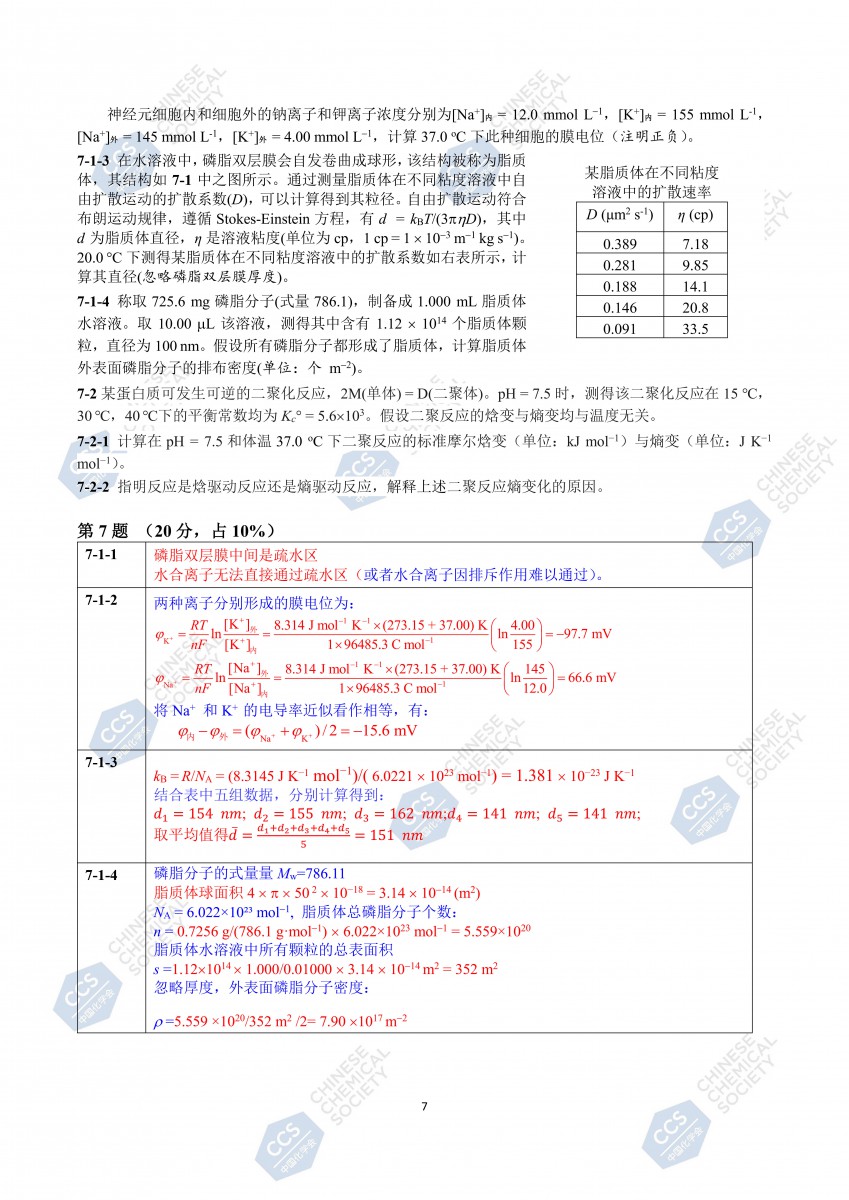 神经元细胞内和细胞外的钠离子和钾离子浓度分别为[Na⁺]内 = 12.0 mmol L⁻¹，[K⁺]内 = 155 mmol L⁻¹，
[Na⁺]外 = 145 mmol L⁻¹，[K⁺]外 = 4.00 mmol L⁻¹，计算 37.0 ºC 下此种细胞的膜电位（注明正负）。
7-1-3 在水溶液中，磷脂双层膜会自发卷曲成球形，该结构被称为脂质
体，其结构如 7-1 中之图所示。通过测量脂质体在不同粘度溶液中自
由扩散运动的扩散系数(D)，可以计算得到其粒径。自由扩散运动符合
布朗运动规律，遵循 Stokes-Einstein 方程，有 d = kBT/(3πηD)，其中
d 为脂质体直径，η 是溶液粘度(单位为 cp，1 cp = 1 × 10⁻³ m⁻¹ kg s⁻¹)。
20.0 °C 下测得某脂质体在不同粘度溶液中的扩散系数如右表所示，计
算其直径(忽略磷脂双层膜厚度)。
7-1-4 称取 725.6 mg 磷脂分子(式量 786.1)，制备成 1.000 mL 脂质体
水溶液。取 10.00 μL 该溶液，测得其中含有 1.12 × 10¹⁴ 个脂质体颗
粒，直径为 100 nm。假设所有磷脂分子都形成了脂质体，计算脂质体
外表面磷脂分子的排布密度(单位：个 m⁻²)。
某脂质体在不同粘度
溶液中的扩散速率
D (μm² s⁻¹) η (cp)
0.389 7.18
0.281 9.85
0.188 14.1
0.146 20.8
0.091 33.5
7-2 某蛋白质可发生可逆的二聚化反应，2M(单体) = D(二聚体)。pH = 7.5 时，测得该二聚化反应在 15 °C，
30 °C，40 °C下的平衡常数均为 Kc° = 5.6×10³。假设二聚反应的焓变与熵变均与温度无关。
7-2-1 计算在 pH = 7.5 和体温 37.0 ºC 下二聚反应的标准摩尔焓变（单位：kJ mol⁻¹）与熵变（单位：J K⁻¹
mol⁻¹）。
7-2-2 指明反应是焓驱动反应还是熵驱动反应，解释上述二聚反应熵变化的原因。
第 7 题 （20 分，占 10%）
7-1-1
磷脂双层膜中间是疏水区
水合离子无法直接通过疏水区（或者水合离子因排斥作用难以通过）。
7-1-2
两种离子分别形成的膜电位为：
φK⁺ = RT/nF ln [K⁺]外/[K⁺]内 = 8.314 J mol⁻¹ K⁻¹ ×(273.15 + 37.00) K / 1×96485.3 C mol⁻¹ (ln 4.00/155) = −97.7 mV
φNa⁺ = RT/nF ln [Na⁺]外/[Na⁺]内 = 8.314 J mol⁻¹ K⁻¹ ×(273.15 + 37.00) K / 1×96485.3 C mol⁻¹ (ln 145/12.0) = 66.6 mV
将 Na⁺ 和 K⁺ 的电导率近似看作相等，有：
φ内 − φ外 = (φNa⁺ + φK⁺) / 2 = −15.6 mV
7-1-3
kB = R/NA = (8.3145 J K⁻¹ mol⁻¹)/( 6.0221 × 10²³ mol⁻¹) = 1.381 × 10⁻²³ J K⁻¹
结合表中五组数据，分别计算得到：
d₁ = 154 nm; d₂ = 155 nm; d₃ = 162 nm;d₄ = 141 nm; d₅ = 141 nm;
取平均值得d̄ = d₁+d₂+d₃+d₄+d₅/5 = 151 nm
7-1-4
磷脂分子的式量量 Mw=786.11
脂质体球面积 4 × π × 50 ² × 10⁻¹⁸ = 3.14 × 10⁻¹⁴ (m²)
NA = 6.022×10²³ mol⁻¹, 脂质体总磷脂分子个数：
n = 0.7256 g/(786.1 g·mol⁻¹) × 6.022×10²³ mol⁻¹ = 5.559×10²⁰
脂质体水溶液中所有颗粒的总表面积
s =1.12×10¹⁴ × 1.000/0.01000 × 3.14 × 10⁻¹⁴ m² = 352 m²
忽略厚度，外表面磷脂分子密度：
ρ =5.559 ×10²⁰/352 m² /2= 7.90 ×10¹⁷ m⁻²
7
CHINESE
CHEMICAL
SOCIETY
CCS
中国化学会